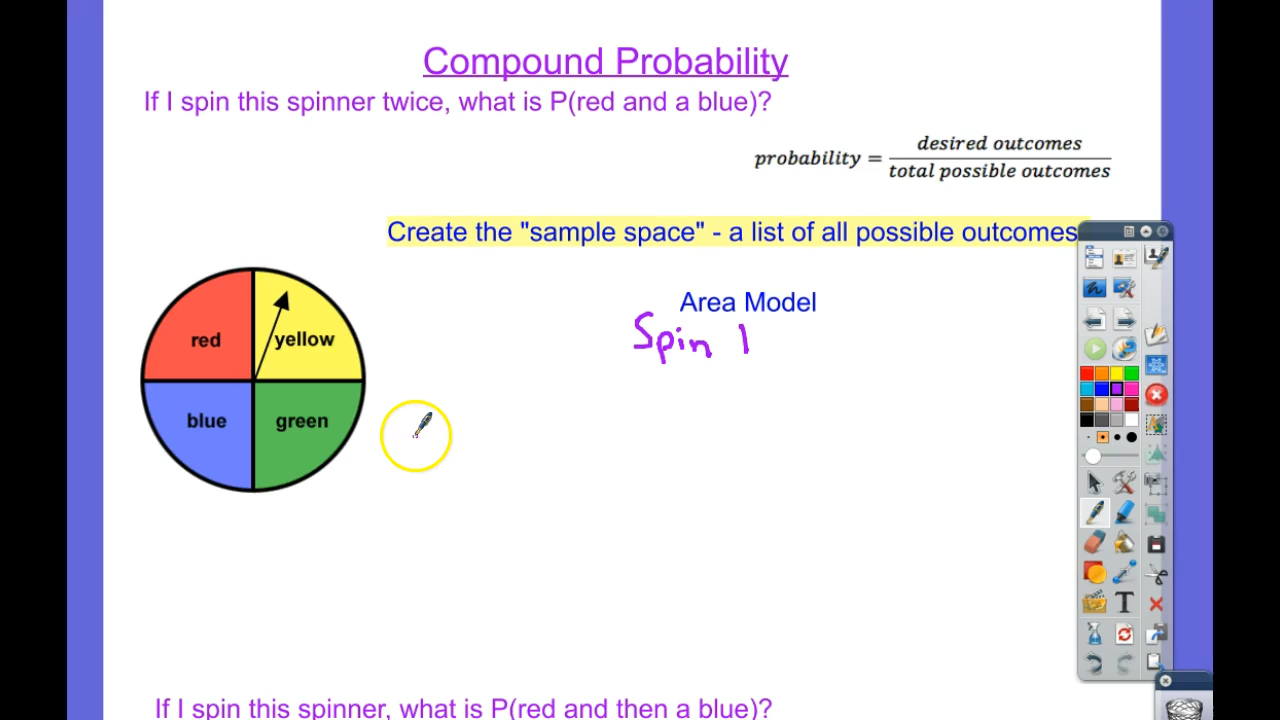 Compound Probability
If I spin this spinner twice, what is P(red and a blue)?
probability = desired outcomes / total possible outcomes
Create the "sample space" - a list of all possible outcomes
Area Model
Spin 1
red
yellow
blue
green
If I spin this spinner, what is P(red and then a blue)?